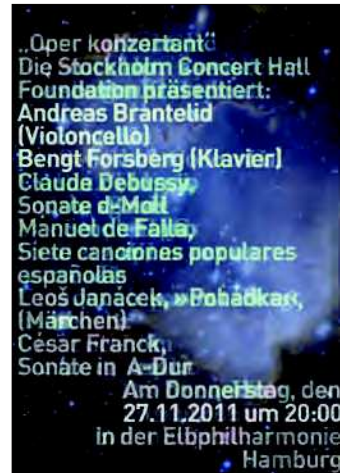 „Oper konzertant“
Die Stockholm Concert Hall
Foundation präsentiert:
Andreas Brantelid
(Violoncello)
Bengt Forsberg (Klavier)
Claude Debussy,
Sonate d-Moll
Manuel de Falla,
Siete canciones populares
españolas
Leoš Janácek, »Pohádka«,
(Märchen)
César Franck,
Sonate in A-Dur
Am Donnerstag, den
27.11.2011 um 20:00
in der Elbphilharmonie
Hamburg